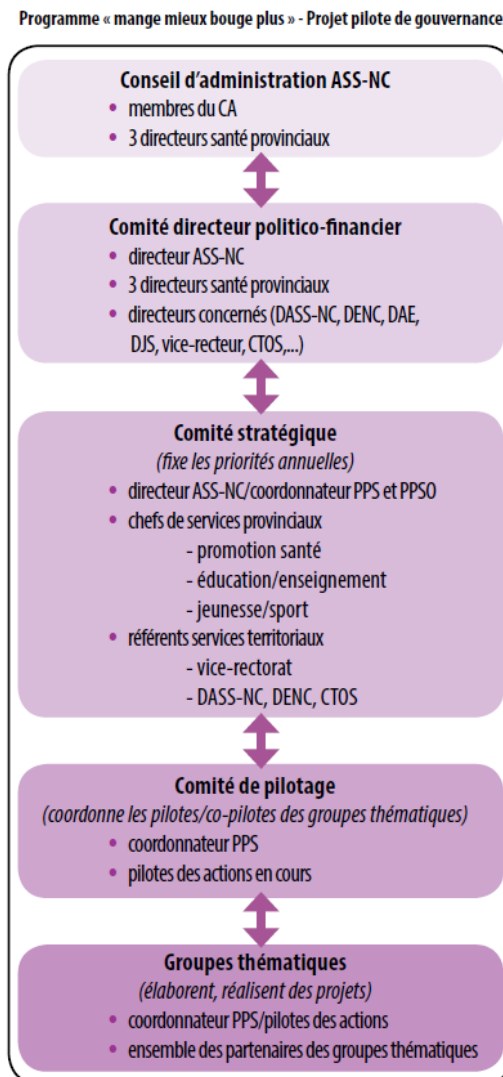 Programme « mange mieux bouge plus » - Projet pilote de gouvernance
Conseil d'administration ASS-NC
• membres du CA
• 3 directeurs santé provinciaux
Comité directeur politico-financier
• directeur ASS-NC
• 3 directeurs santé provinciaux
• directeurs concernés (DASS-NC, DENC, DAE,
DJS, vice-recteur, CTOS,...)
Comité stratégique
(fixe les priorités annuelles)
• directeur ASS-NC/coordonnateur PPS et PPSO
• chefs de services provinciaux
- promotion santé
- éducation/enseignement
- jeunesse/sport
• référents services territoriaux
- vice-rectorat
- DASS-NC, DENC, CTOS
Comité de pilotage
(coordonne les pilotes/co-pilotes des groupes thématiques)
• coordonnateur PPS
• pilotes des actions en cours
Groupes thématiques
(élaborent, réalisent des projets)
• coordonnateur PPS/pilotes des actions
• ensemble des partenaires des groupes thématiques